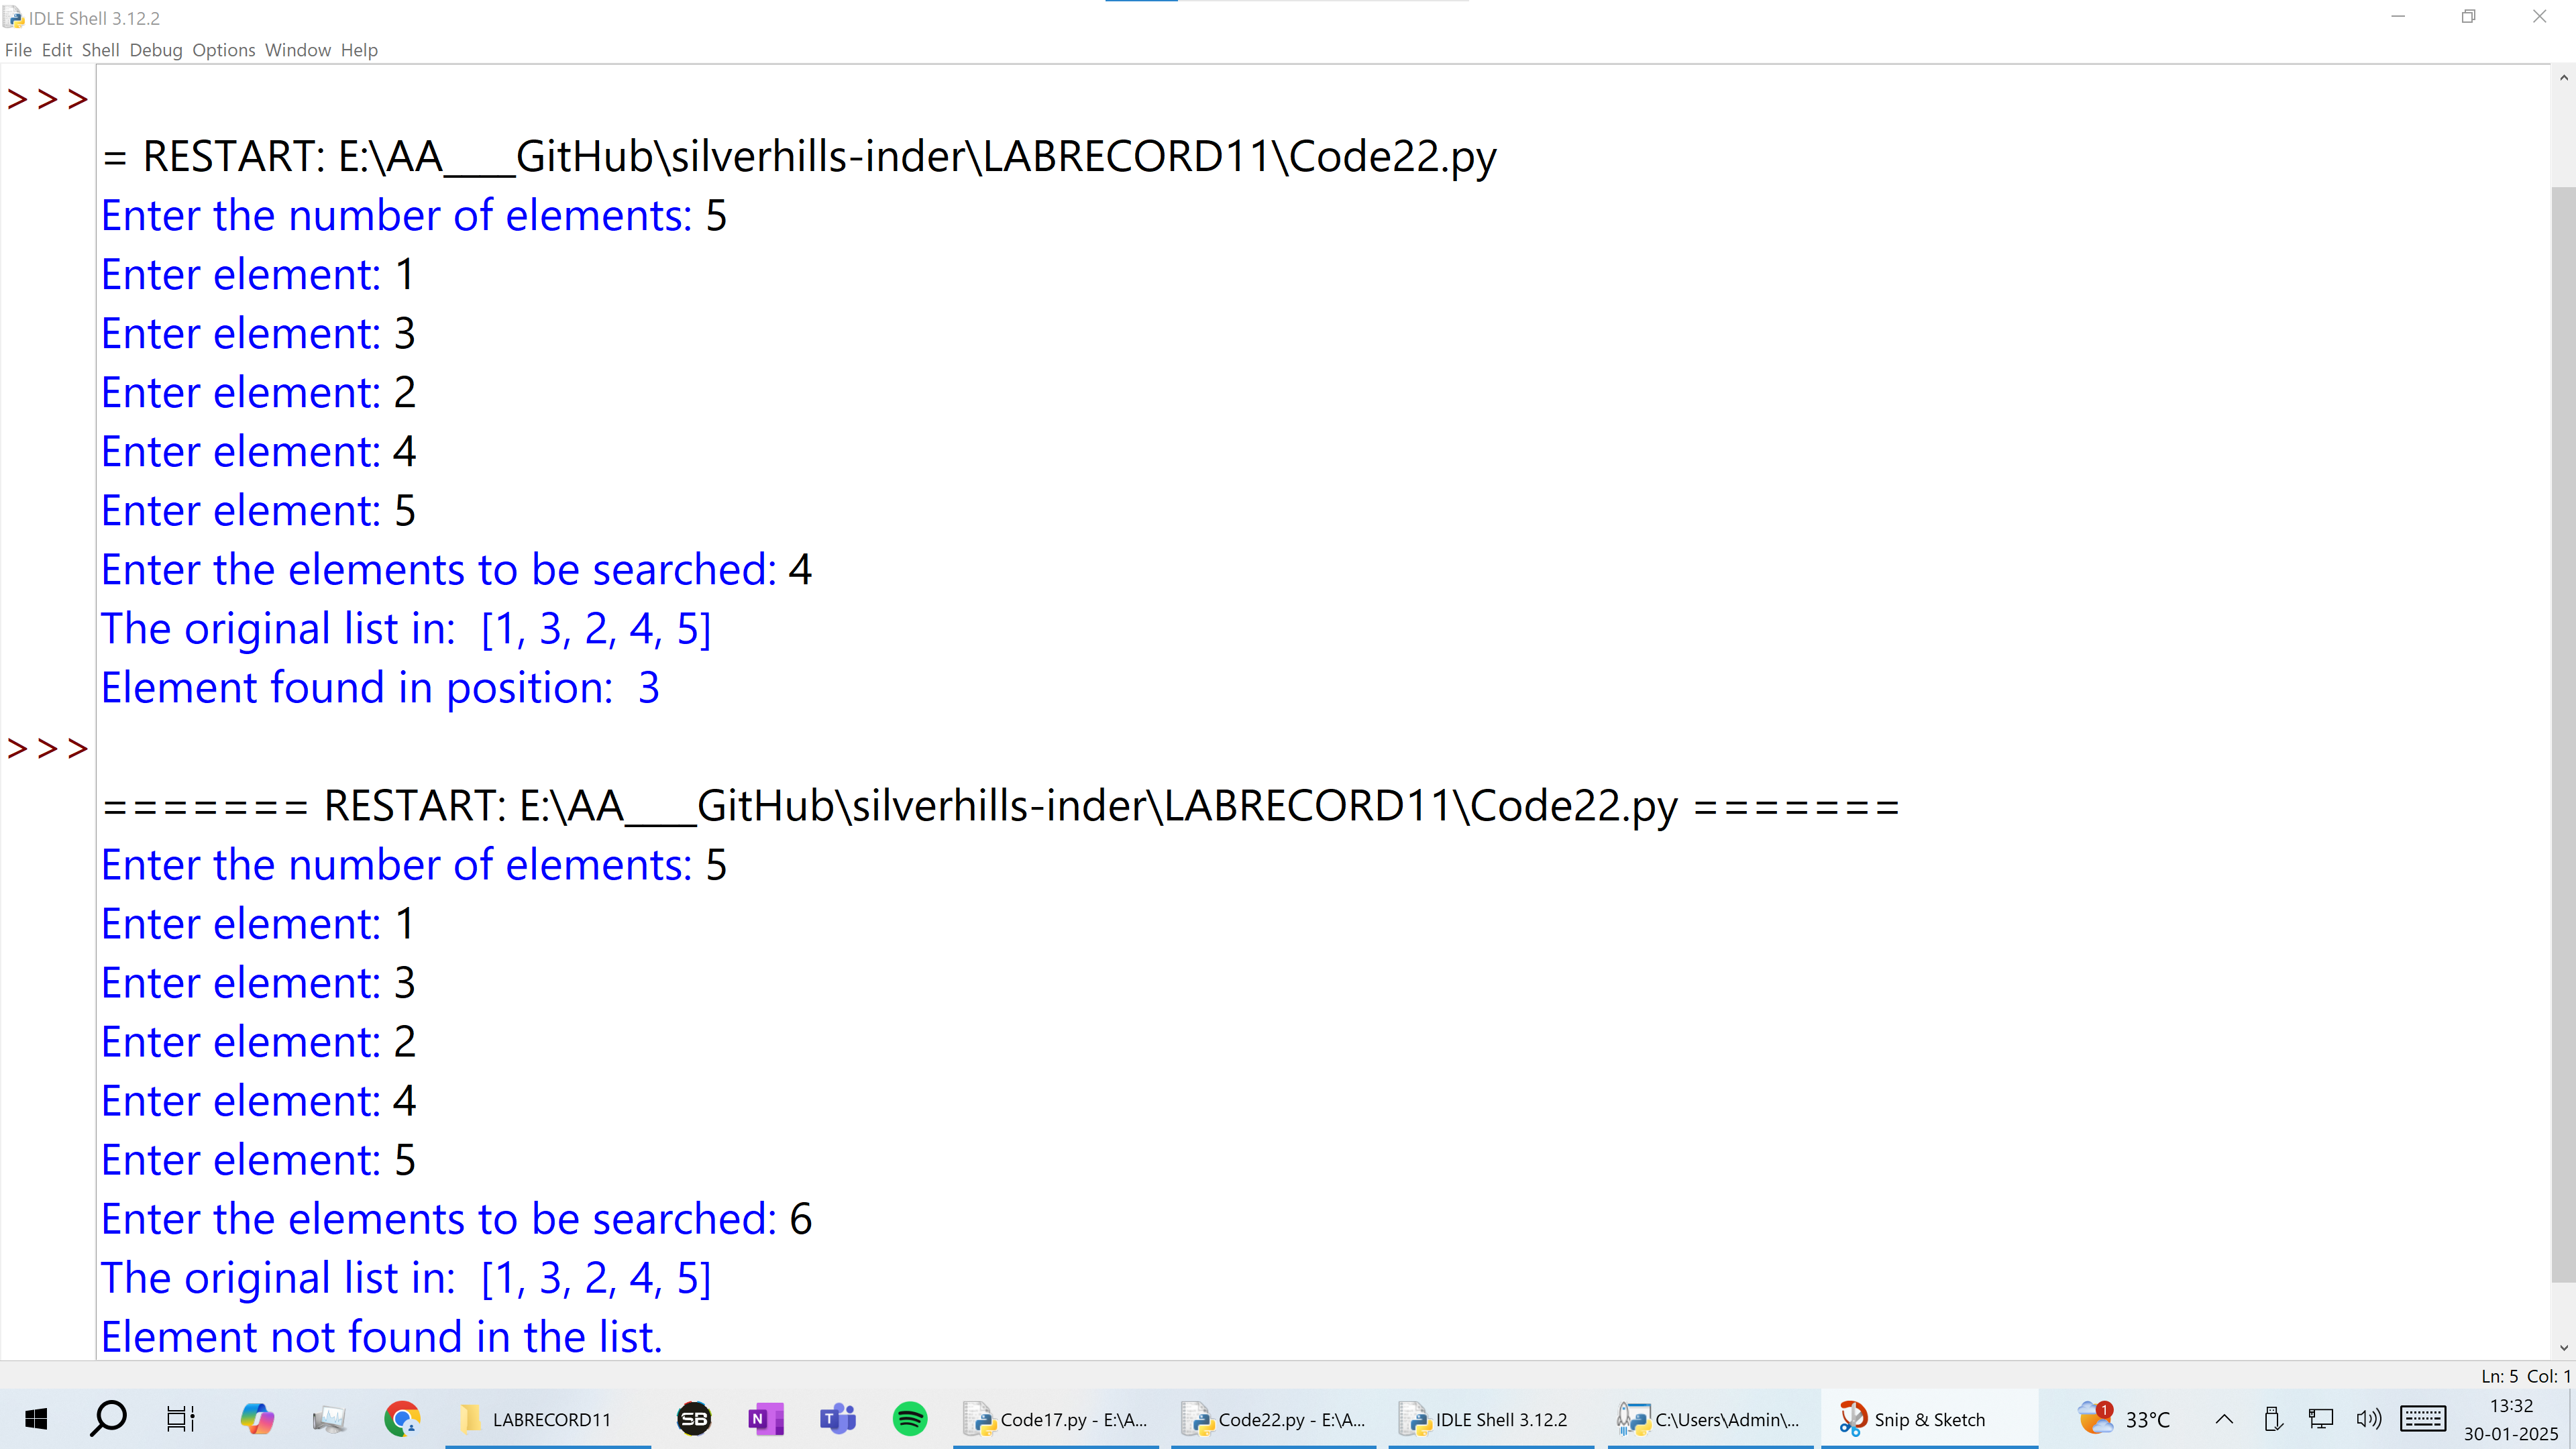 IDLE Shell 3.12.2
File Edit Shell Debug Options Window Help
>>>
= RESTART: E:\AA____GitHub\silverhills-inder\LABRECORD11\Code22.py
Enter the number of elements: 5
Enter element: 1
Enter element: 3
Enter element: 2
Enter element: 4
Enter element: 5
Enter the elements to be searched: 4
The original list in:  [1, 3, 2, 4, 5]
Element found in position:  3
>>>
======= RESTART: E:\AA____GitHub\silverhills-inder\LABRECORD11\Code22.py =======
Enter the number of elements: 5
Enter element: 1
Enter element: 3
Enter element: 2
Enter element: 4
Enter element: 5
Enter the elements to be searched: 6
The original list in:  [1, 3, 2, 4, 5]
Element not found in the list.
Ln: 5 Col: 1
LABRECORD11 SB N T Code17.py - E:\A... Code22.py - E:\A... IDLE Shell 3.12.2 C:\Users\Admin\... Snip & Sketch 1 33°C 13:32
30-01-2025